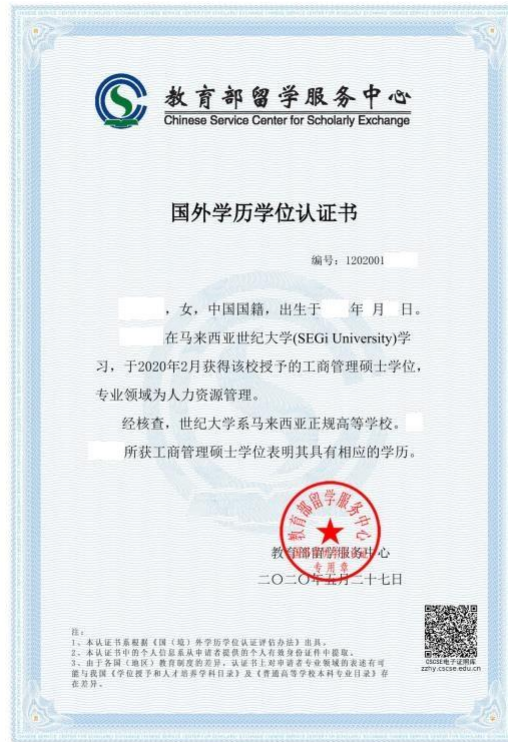 教育部留学服务中心
Chinese Service Center for Scholarly Exchange
国外学历学位认证书
编号：1202001
，女，中国国籍，出生于 年 月 日。
在马来西亚世纪大学(SEGi University)学
习，于2020年2月获得该校授予的工商管理硕士学位，
专业领域为人力资源管理。
经核查，世纪大学系马来西亚正规高等学校。
所获工商管理硕士学位表明其具有相应的学历。
教育部留学服务中心
专用章
教育部留学服务中心
二〇二〇年五月二十七日
注：
1、本认证书系根据《国（境）外学历学位认证评估办法》出具。
2、本认证书中的个人信息系从申请者提供的个人有效身份证件中提取。
3、由于各国（地区）教育制度的差异，认证书上对申请者专业领域的表述有可
能与我国《学位授予和人才培养学科目录》及《普通高等学校本科专业目录》存
在差异。
CSCSE电子证照库
zzhy.cscse.edu.cn